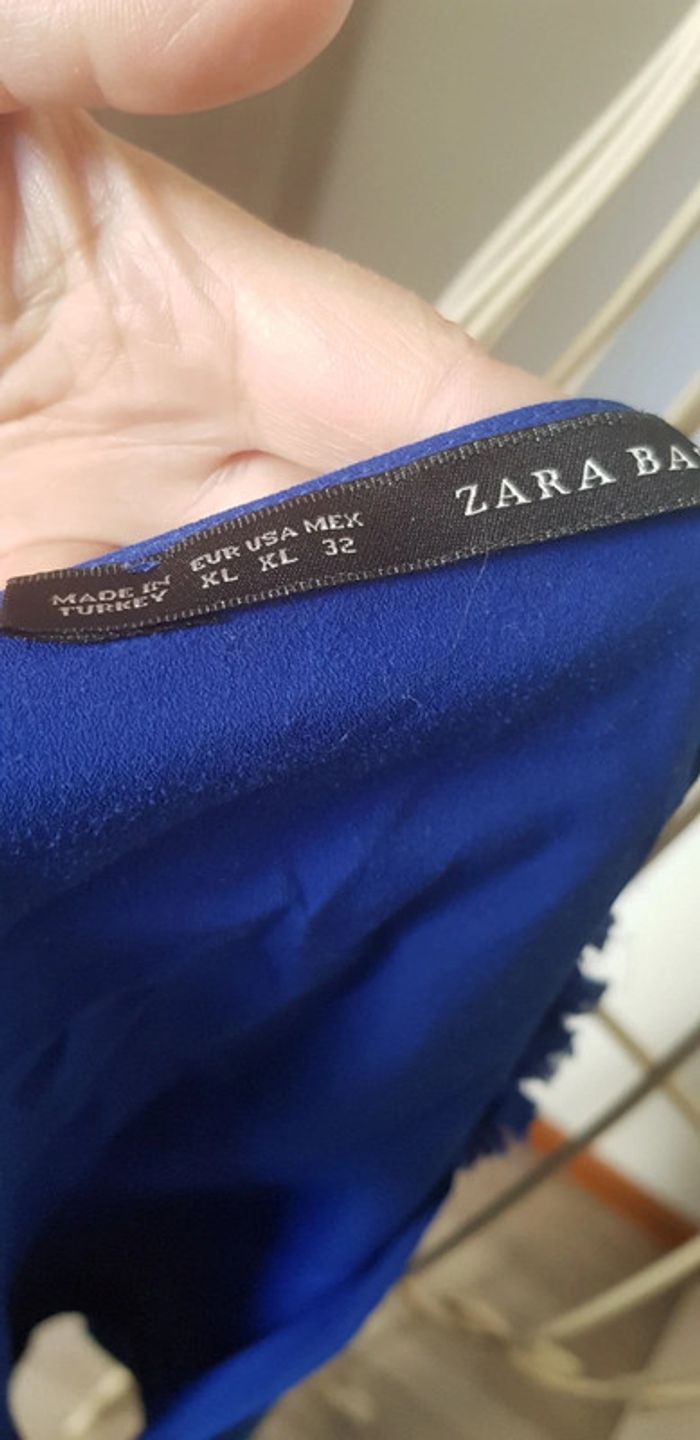 MADE IN
TURKEY
EUR USA MEX
XL XL 32
ZARA